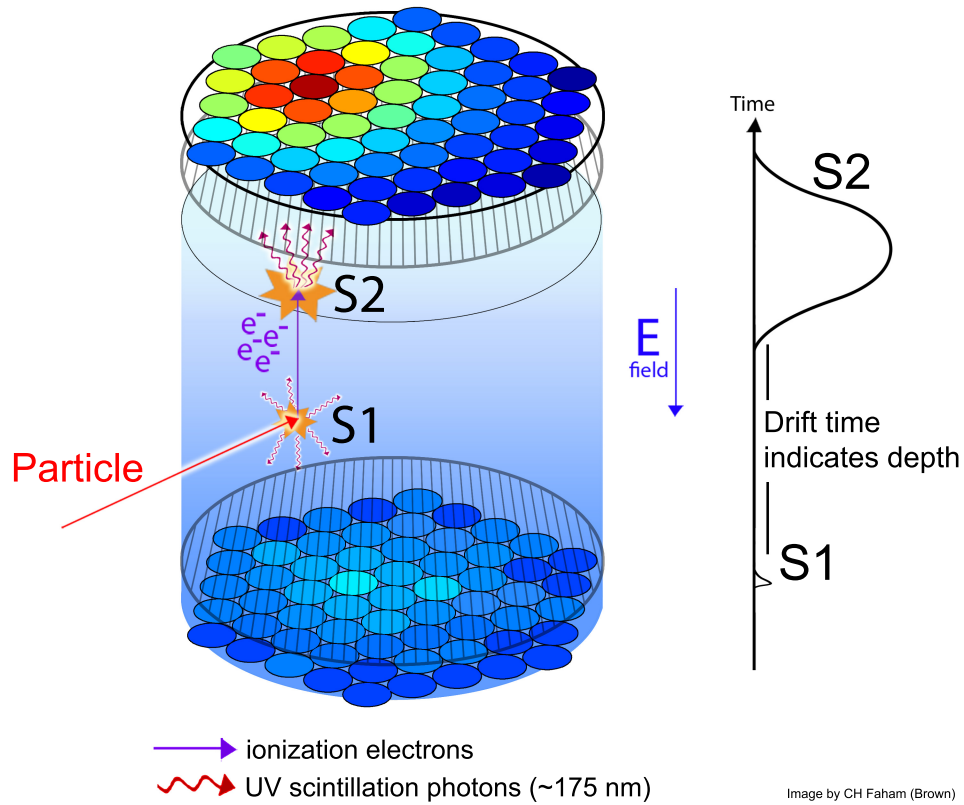 Time
S2
S2
e-
e-
e-
e-
E
field
S1
Drift time
indicates depth
Particle
S1
ionization electrons
UV scintillation photons (~175 nm)
Image by CH Faham (Brown)